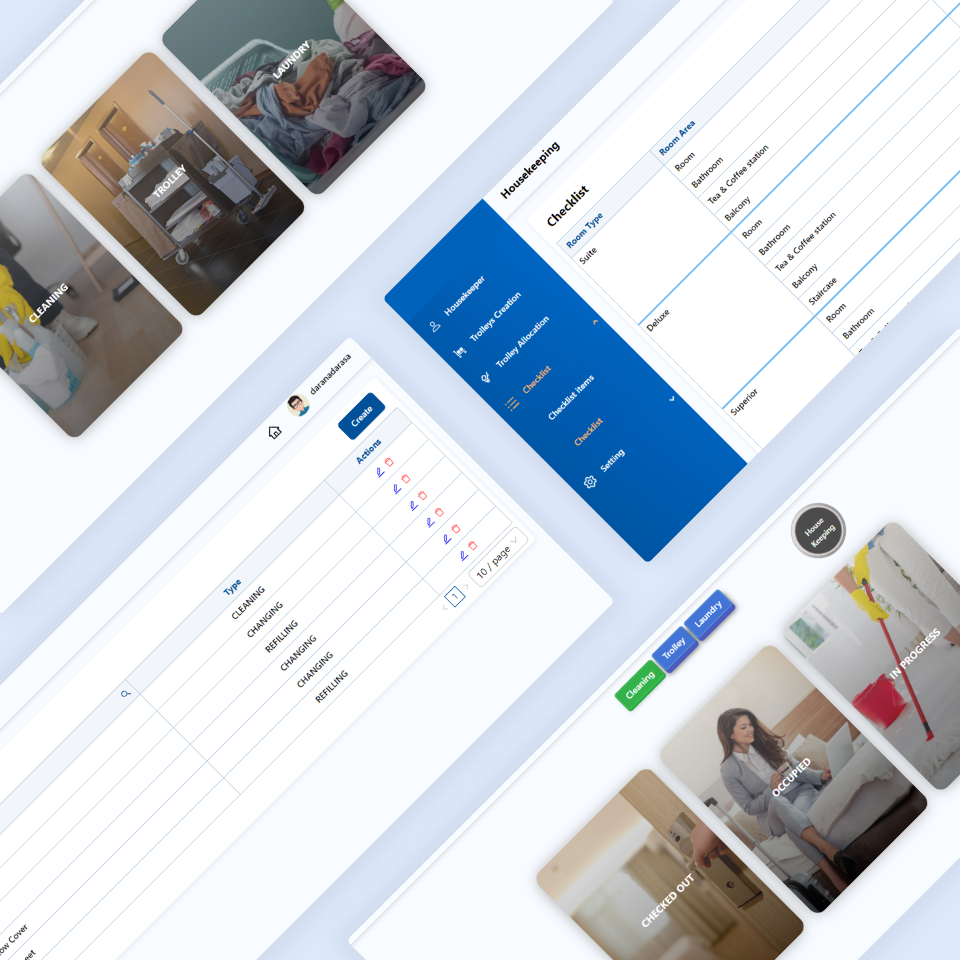 LAUNDRY
TROLLEY
CLEANING
Housekeeping
Checklist
Room Type
Room Area
Suite
Room
Bathroom
Tea & Coffee station
Balcony
Deluxe
Room
Bathroom
Tea & Coffee station
Balcony
Staircase
Superior
Room
Bathroom
Housekeeper
Trolleys Creation
Trolley Allocation
Checklist
Checklist items
Checklist
Setting
daranadarasa
Create
Type
Actions
CLEANING
CHANGING
REFILLING
CHANGING
CHANGING
REFILLING
1
10 / page
ow Cover
eet
House
Keeping
Cleaning
Trolley
Laundry
IN PROGRESS
OCCUPIED
CHECKED OUT